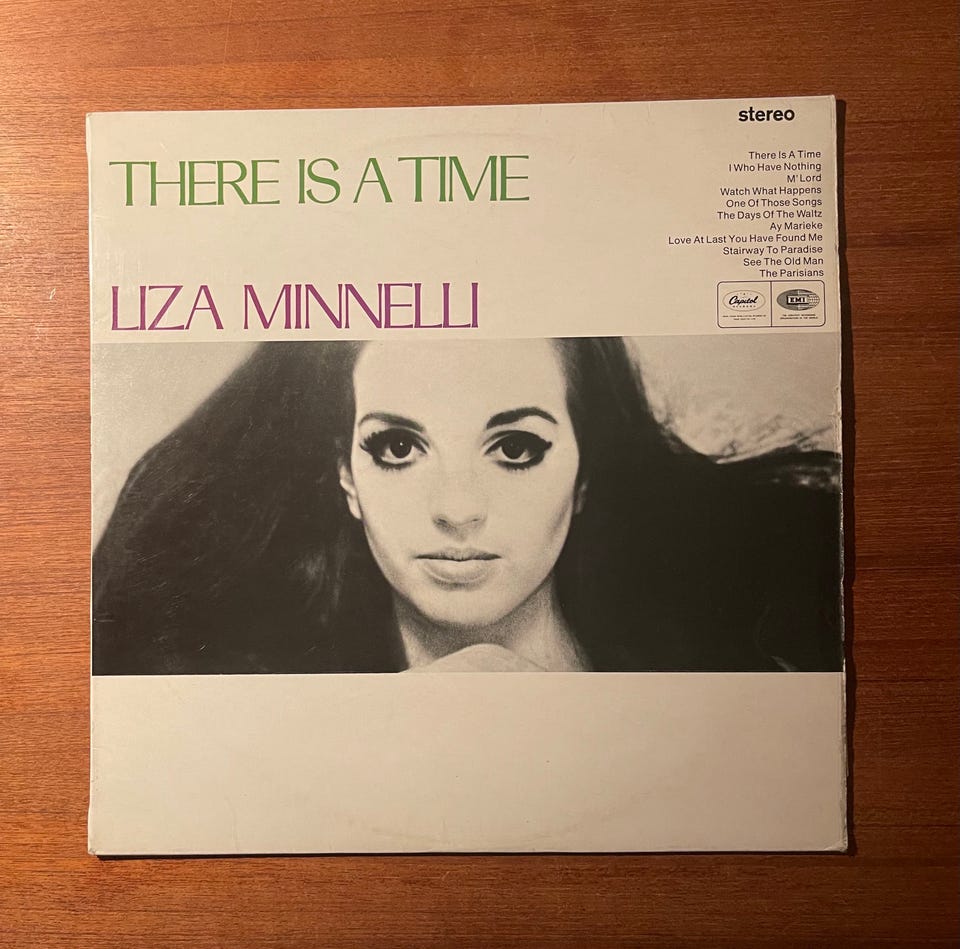 stereo
THERE IS A TIME
LIZA MINNELLI
There Is A Time
I Who Have Nothing
M' Lord
Watch What Happens
One Of Those Songs
The Days Of The Waltz
Ay Marieke
Love At Last You Have Found Me
Stairway To Paradise
See The Old Man
The Parisians
Capitol
EMI